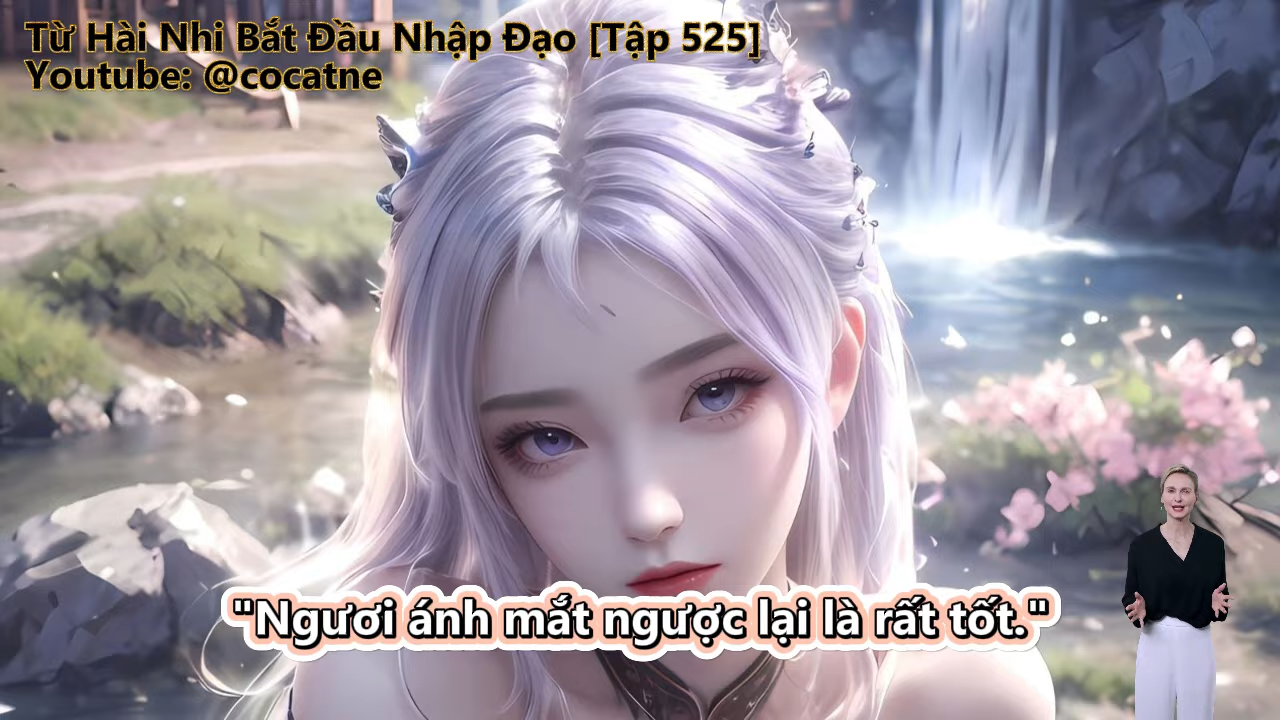 Từ Hài Nhi Bắt Đầu Nhập Đạo [Tập 525]
Youtube: @cocatne
"Ngươi ánh mắt ngược lại là rất tốt."